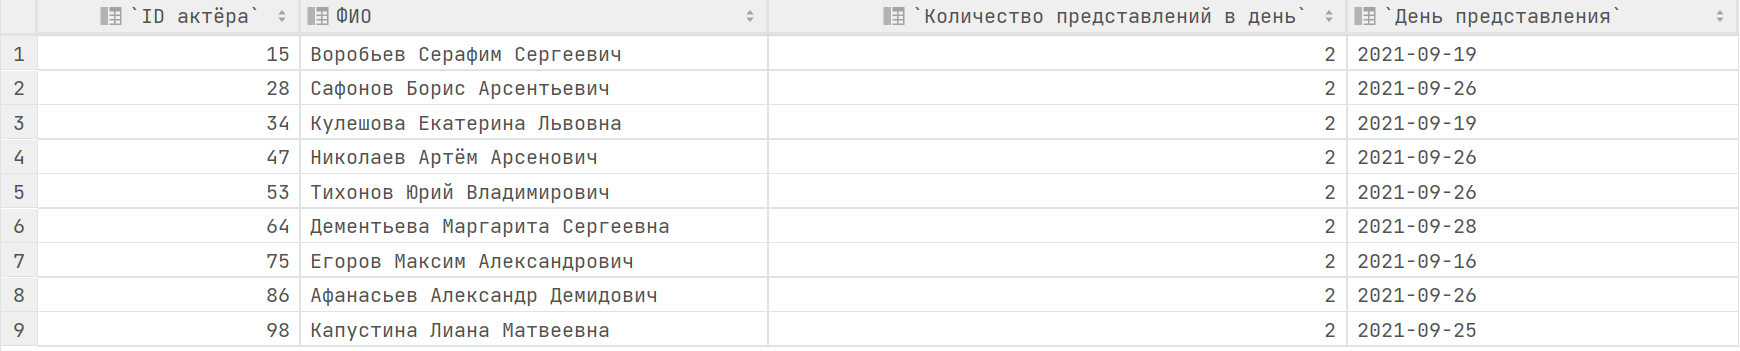 `ID актёра` ФИО `Количество представлений в день` `День представления`
1 15 Воробьев Серафим Сергеевич 2 2021-09-19
2 28 Сафонов Борис Арсентьевич 2 2021-09-26
3 34 Кулешова Екатерина Львовна 2 2021-09-19
4 47 Николаев Артём Арсенович 2 2021-09-26
5 53 Тихонов Юрий Владимирович 2 2021-09-26
6 64 Дементьева Маргарита Сергеевна 2 2021-09-28
7 75 Егоров Максим Александрович 2 2021-09-16
8 86 Афанасьев Александр Демидович 2 2021-09-26
9 98 Капустина Лиана Матвеевна 2 2021-09-25